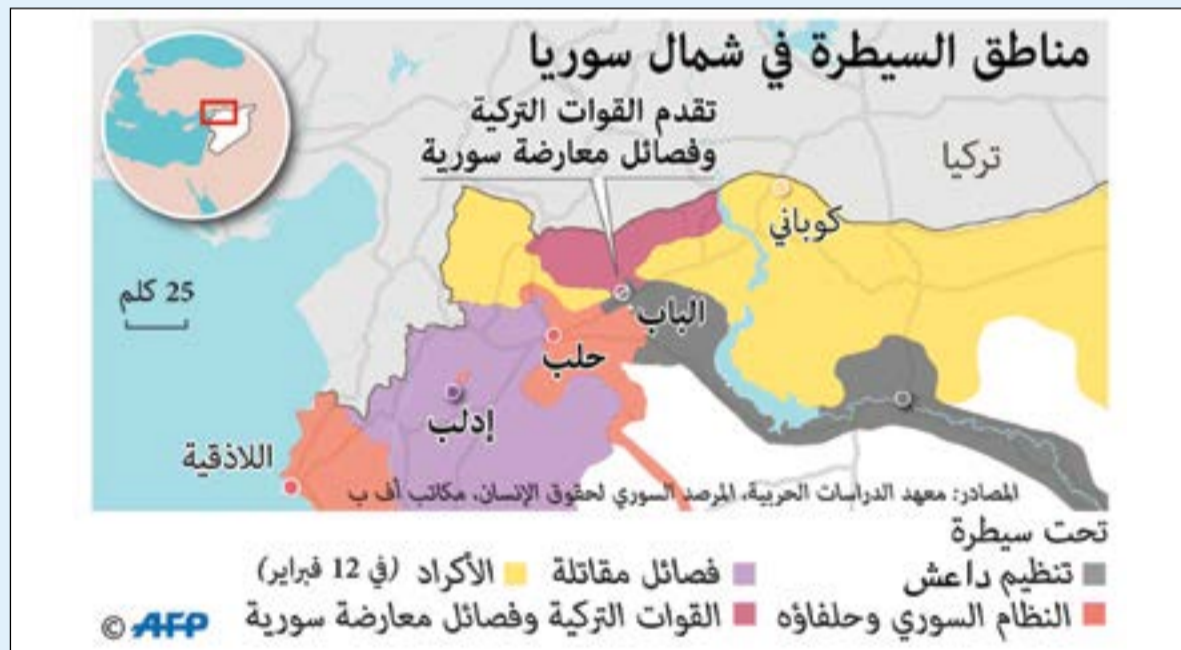 مناطق السيطرة في شمال سوريا
تقدم القوات التركية
وفصائل معارضة سورية
تركيا
كوباني
25 كلم
الباب
حلب
إدلب
اللاذقية
المصادر: معهد الدراسات الحربية، المرصد السوري لحقوق الإنسان، مكاتب أف ب
تحت سيطرة
تنظيم داعش فصائل مقاتلة الأكراد (في 12 فبراير)
النظام السوري وحلفاؤه القوات التركية وفصائل معارضة سورية
© AFP